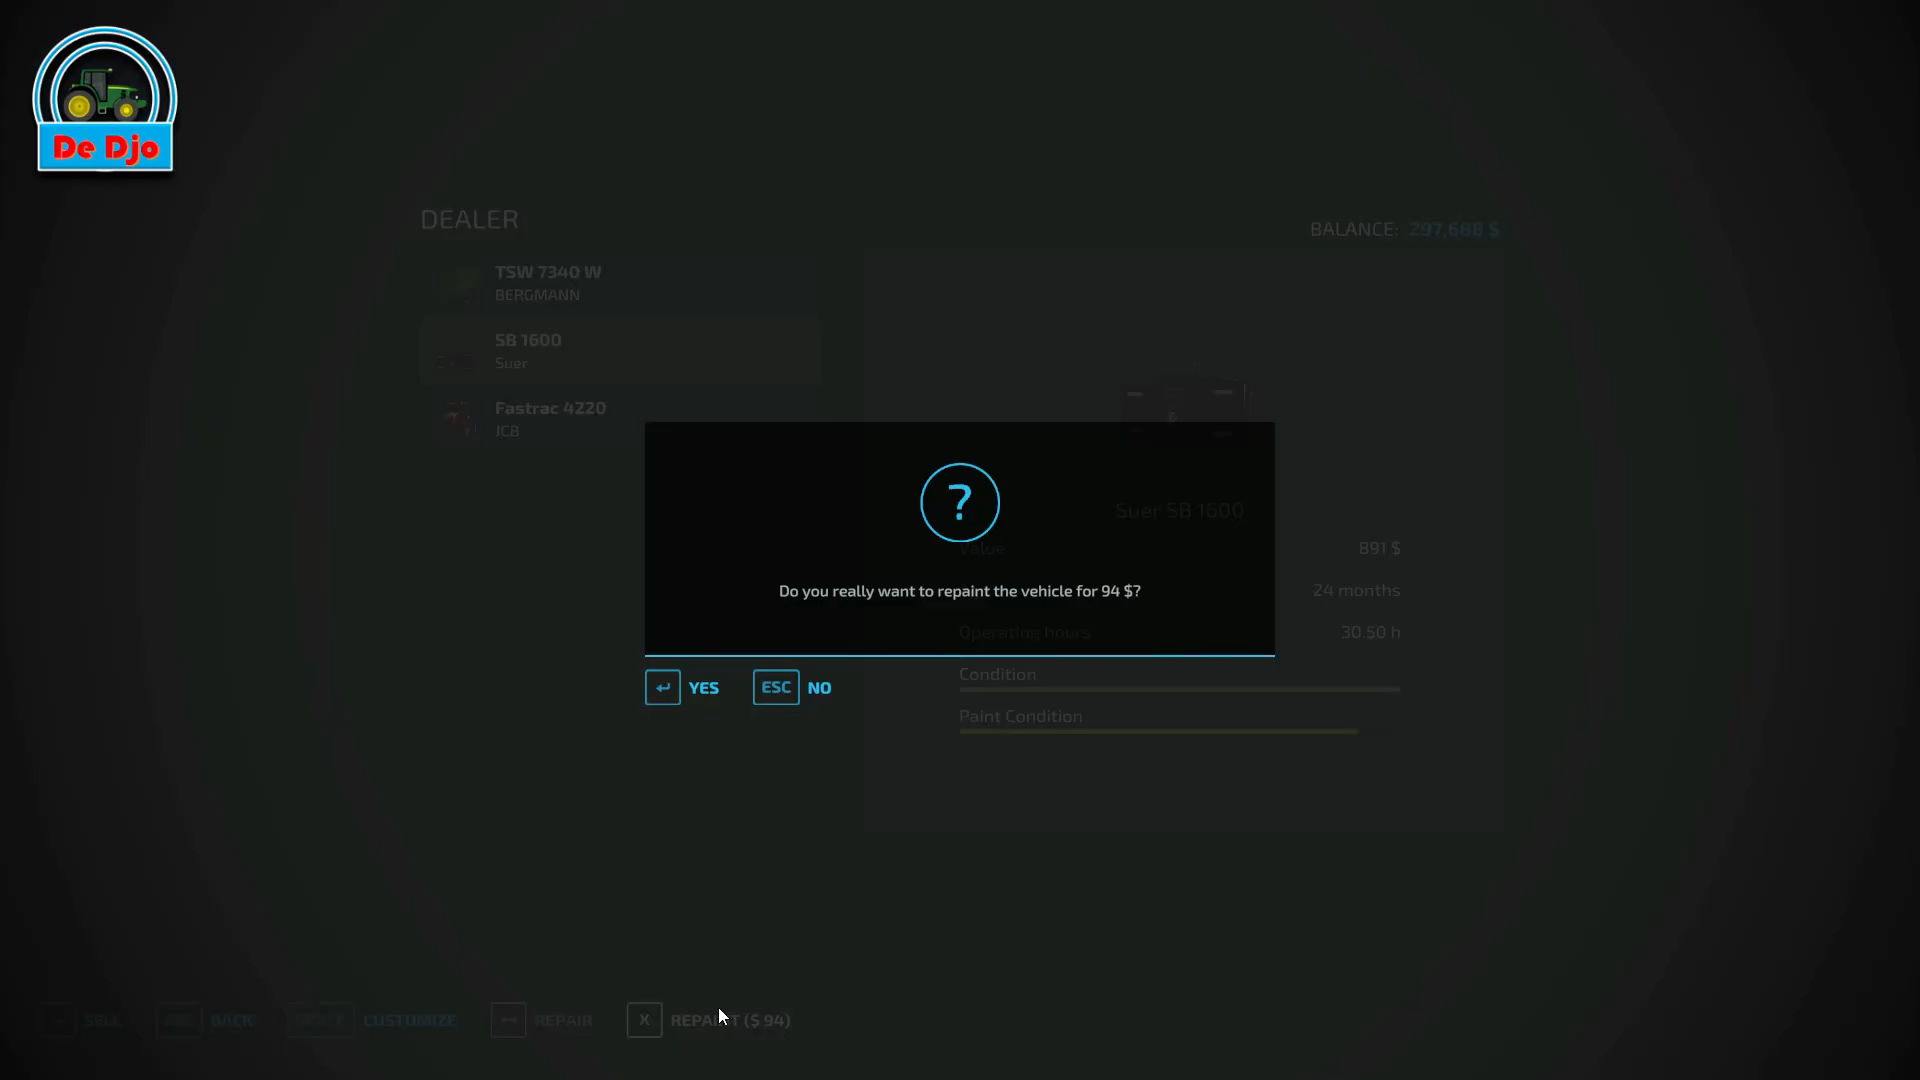 De Djo
DEALER
BALANCE: 297,688 $
TSW 7340 W
BERGMANN
SB 1600
Suer
Fastrac 4220
JCB
?
Suer SB 1600
Value 891 $
Do you really want to repaint the vehicle for 94 $?
24 months
Operating hours 30.50 h
Condition
Paint Condition
YES ESC NO
SELL BACK CUSTOMIZE REPAIR X REPAINT ($ 94)